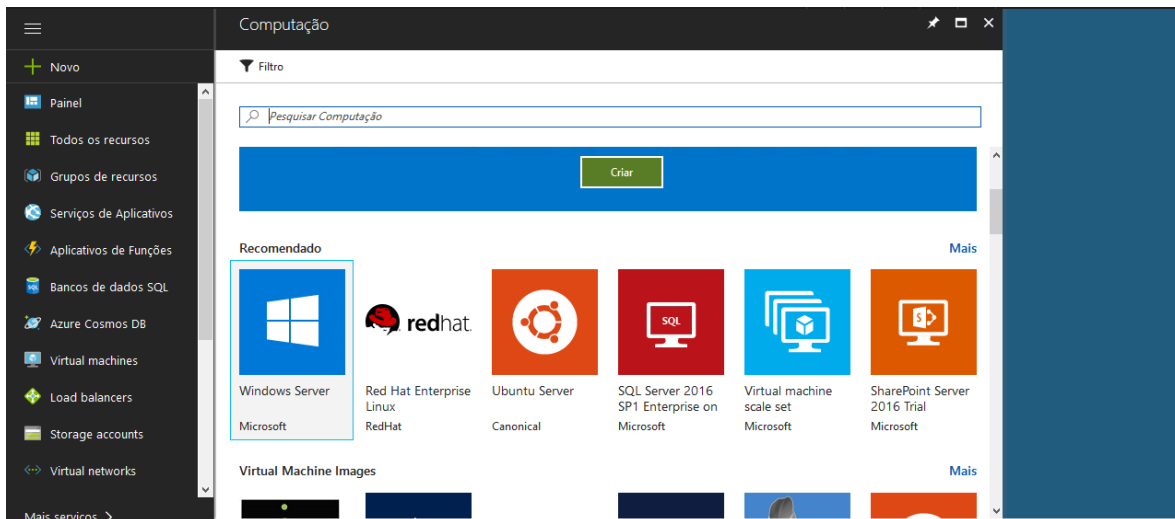 Computação
Novo
Filtro
Painel
Pesquisar Computação
Todos os recursos
Grupos de recursos
Criar
Serviços de Aplicativos
Aplicativos de Funções
Bancos de dados SQL
Azure Cosmos DB
Virtual machines
Load balancers
Storage accounts
Virtual networks
Mais serviços >
Recomendado
Mais
redhat.
SQL
S
Windows Server
Microsoft
Red Hat Enterprise
Linux
RedHat
Ubuntu Server
Canonical
SQL Server 2016
SP1 Enterprise on
Microsoft
Virtual machine
scale set
Microsoft
SharePoint Server
2016 Trial
Microsoft
Virtual Machine Images
Mais